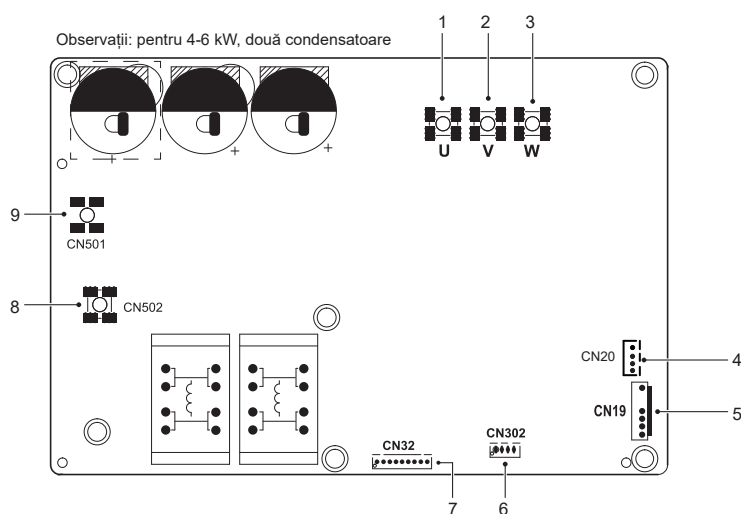 1 2 3
Observații: pentru 4-6 kW, două condensatoare
+ + +
U V W
9
CN501
8 CN502
CN20 4
CN19 5
CN32 CN302
7 6